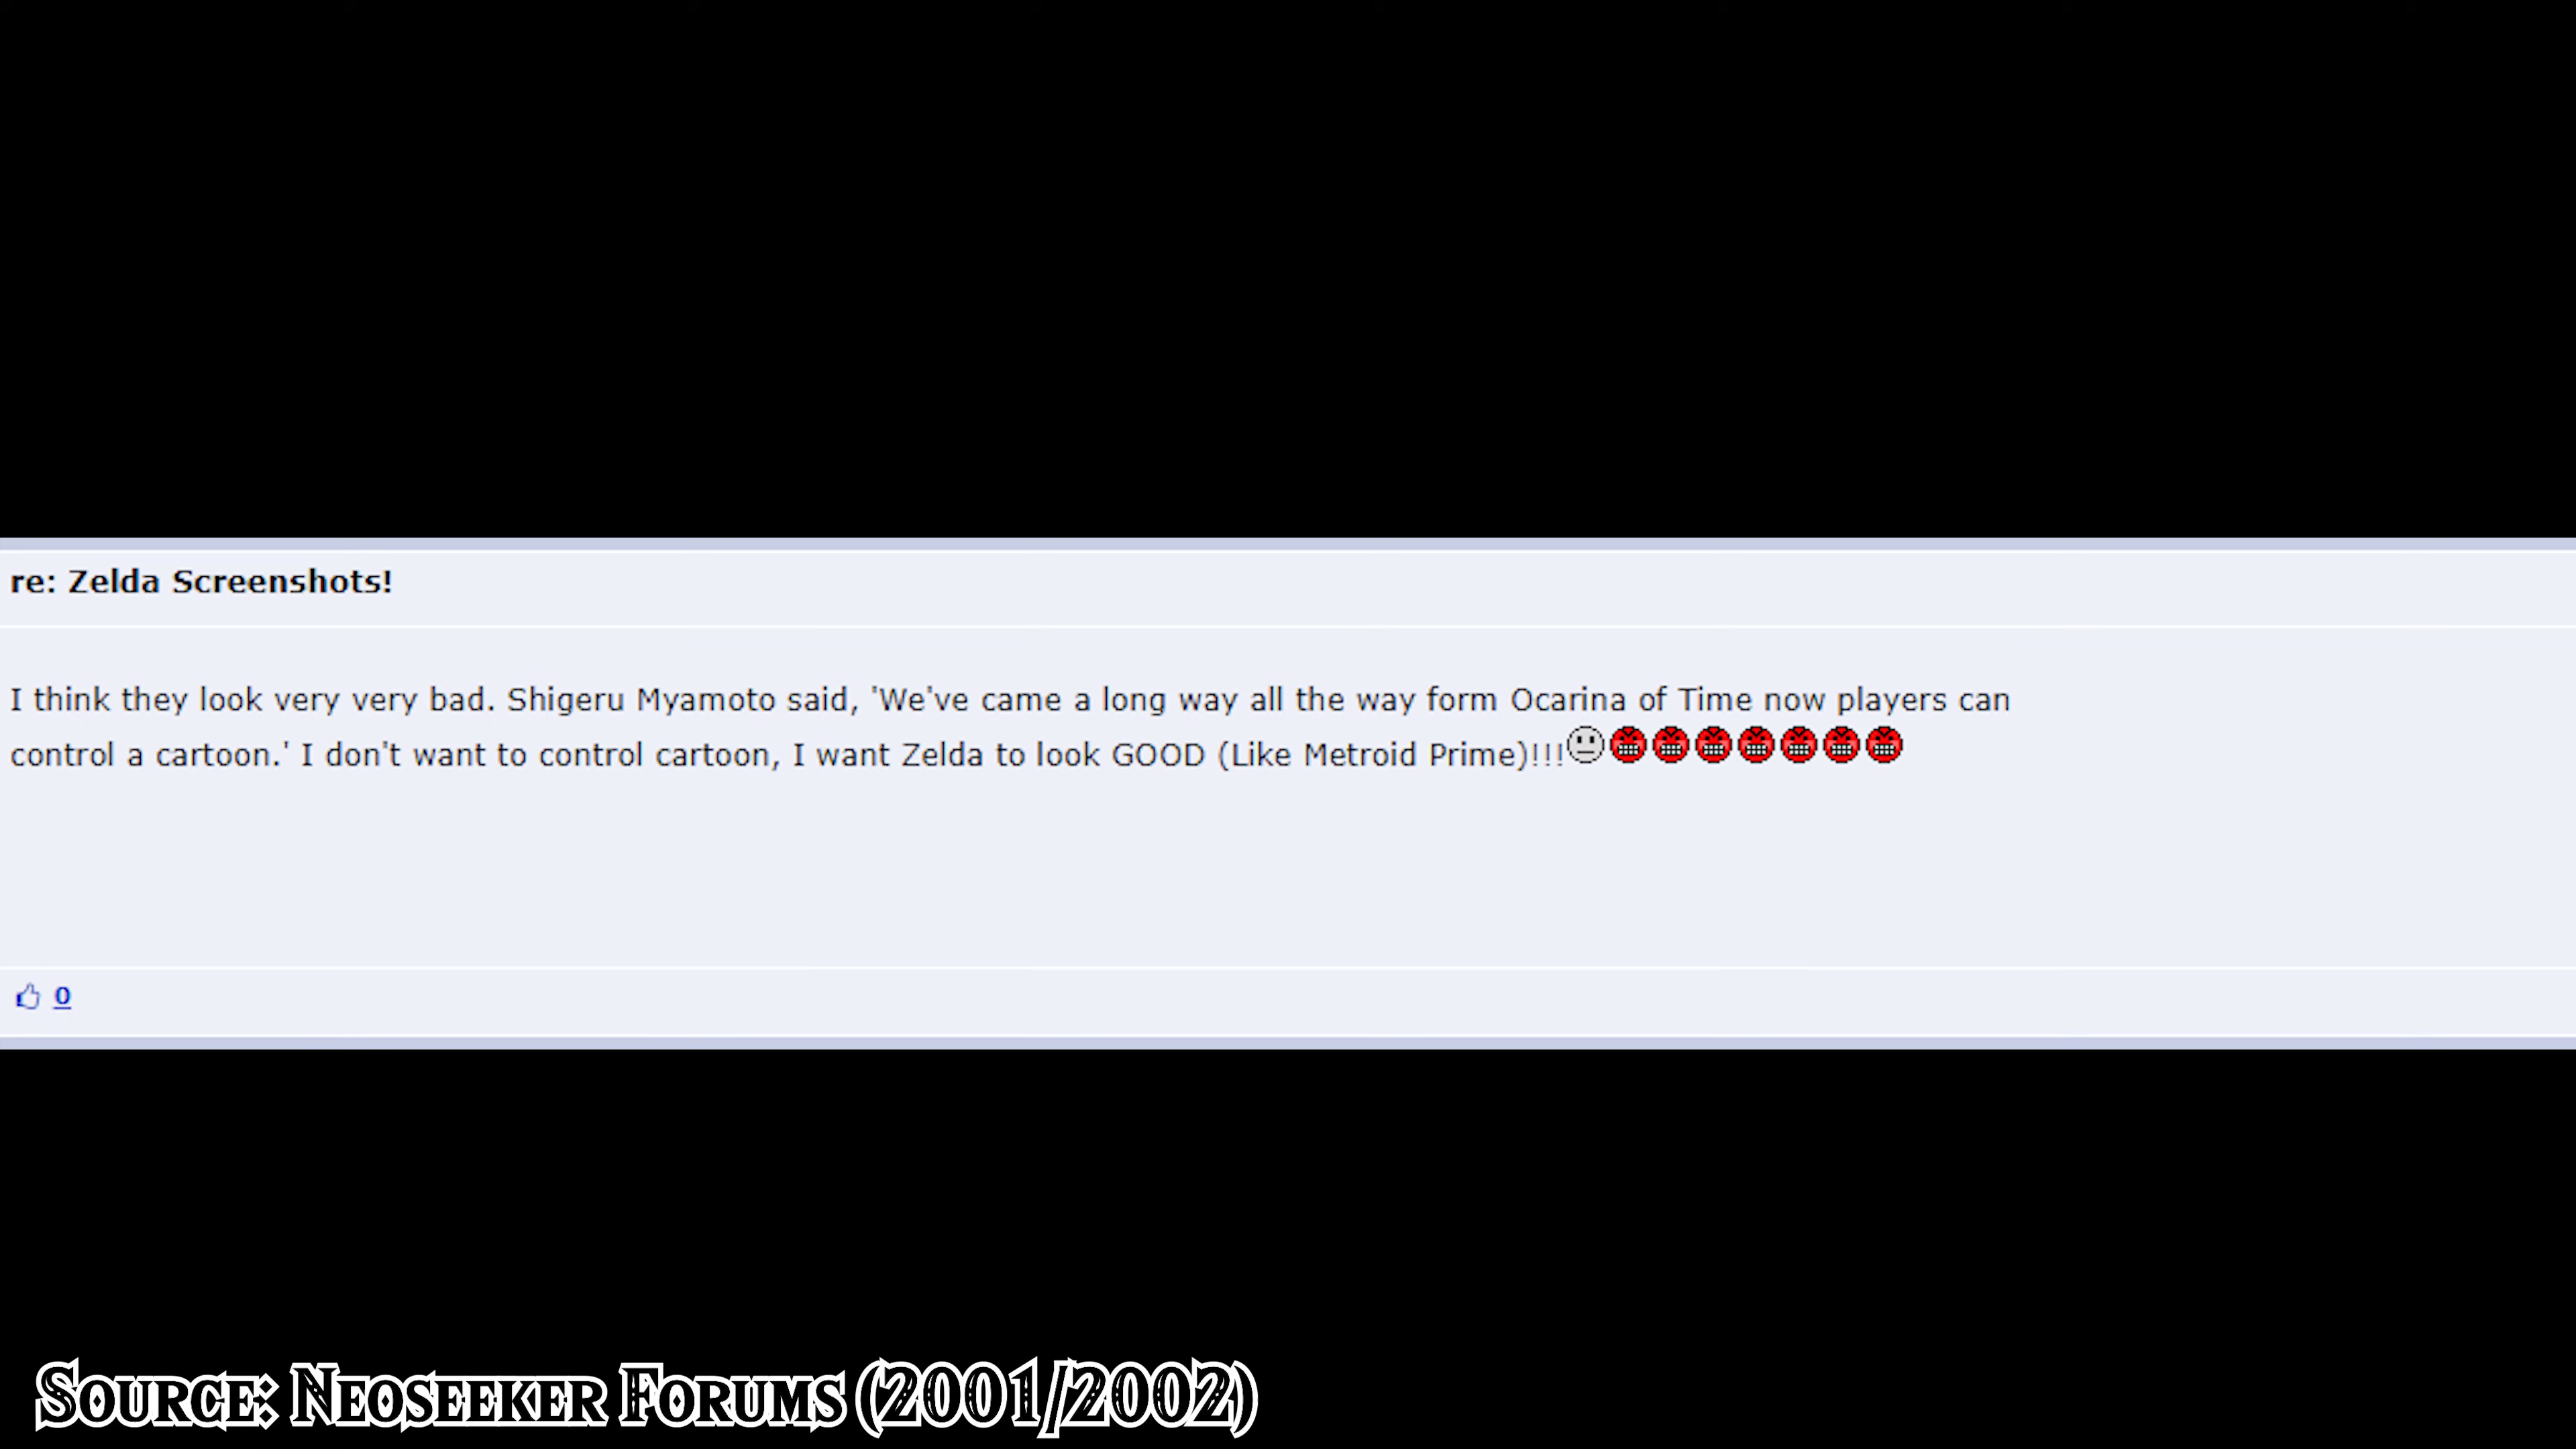 re: Zelda Screenshots!
I think they look very very bad. Shigeru Myamoto said, 'We've came a long way all the way form Ocarina of Time now players can
control a cartoon.' I don't want to control cartoon, I want Zelda to look GOOD (Like Metroid Prime)!!!
0
Source: Neoseeker Forums (2001/2002)